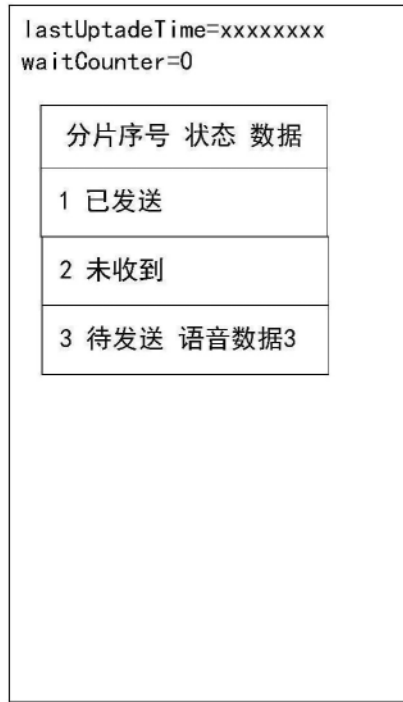 lastUptadeTime=xxxxxxxx
waitCounter=0
分片序号 状态 数据
1 已发送
2 未收到
3 待发送 语音数据3